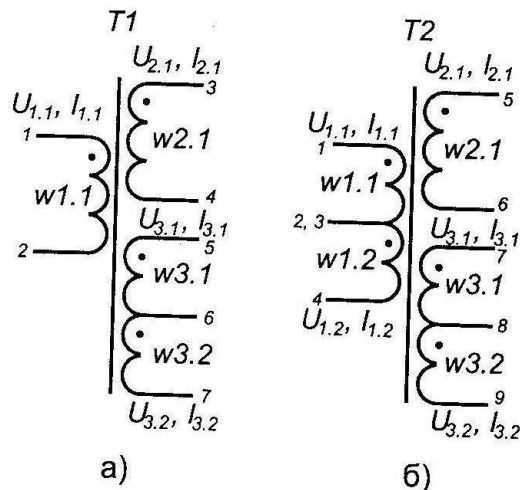 T1
U2.1, I2.1
3
U1.1, I1.1
1
w2.1
w1.1
4
U3.1, I3.1
2
5
w3.1
6
w3.2
7
U3.2, I3.2
а)
T2
U2.1, I2.1
5
U1.1, I1.1
1
w2.1
w1.1
2, 3
6
U3.1, I3.1
w1.2
7
w3.1
4
U1.2, I1.2
8
w3.2
9
U3.2, I3.2
б)